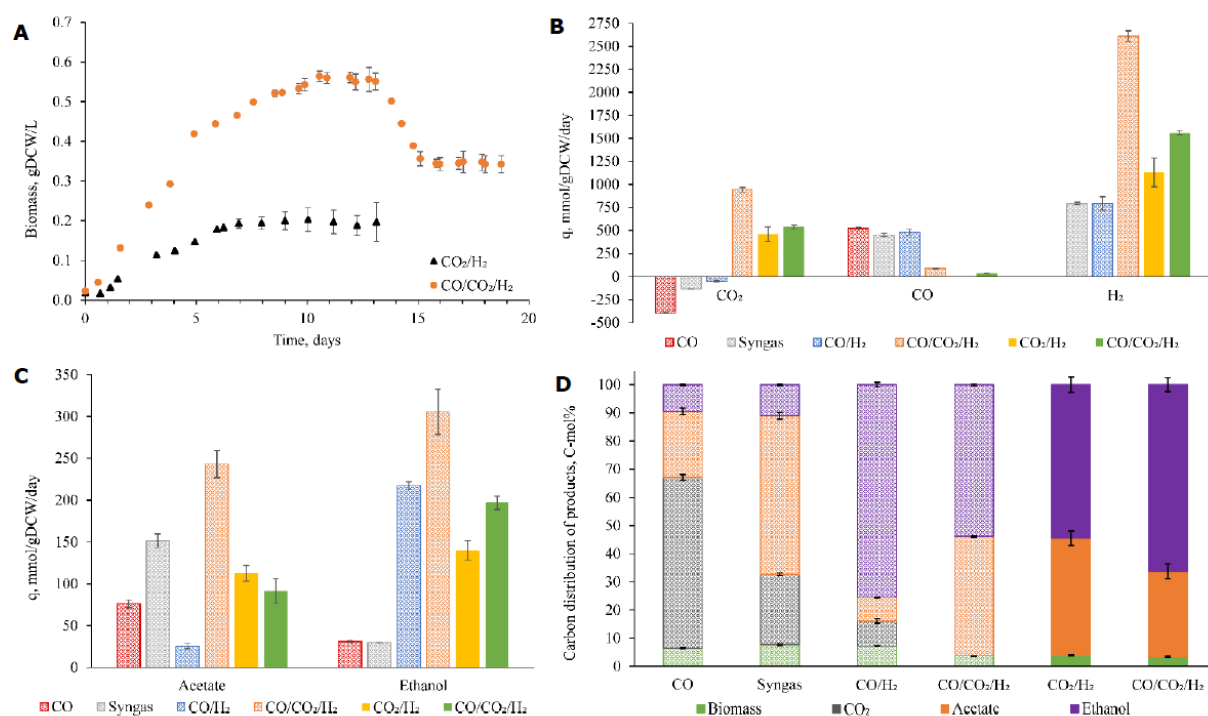 A
Biomass, gDCW/L
0.7
0.6
0.5
0.4
0.3
0.2
0.1
0.0
0
5
10
15
20
Time, days
CO₂/H₂
CO/CO₂/H₂
B
q, mmol/gDCW/day
2750
2500
2250
2000
1750
1500
1250
1000
750
500
250
0
-250
-500
CO₂
CO
H₂
CO
Syngas
CO/H₂
CO/CO₂/H₂
CO₂/H₂
CO/CO₂/H₂
C
q, mmol/gDCW/day
350
300
250
200
150
100
50
0
Acetate
Ethanol
CO
Syngas
CO/H₂
CO/CO₂/H₂
CO₂/H₂
CO/CO₂/H₂
D
Carbon distribution of products, C-mol%
100
90
80
70
60
50
40
30
20
10
0
CO
Syngas
CO/H₂
CO/CO₂/H₂
CO₂/H₂
CO/CO₂/H₂
Biomass
CO₂
Acetate
Ethanol